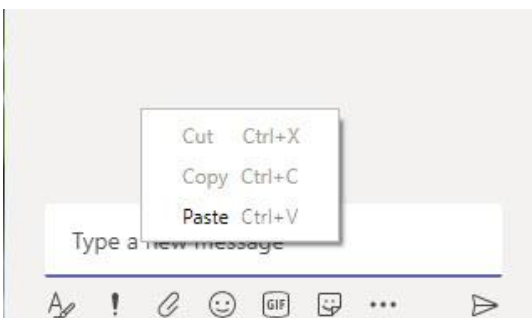 Cut Ctrl+X
Copy Ctrl+C
Paste Ctrl+V
Type a new message
GIF